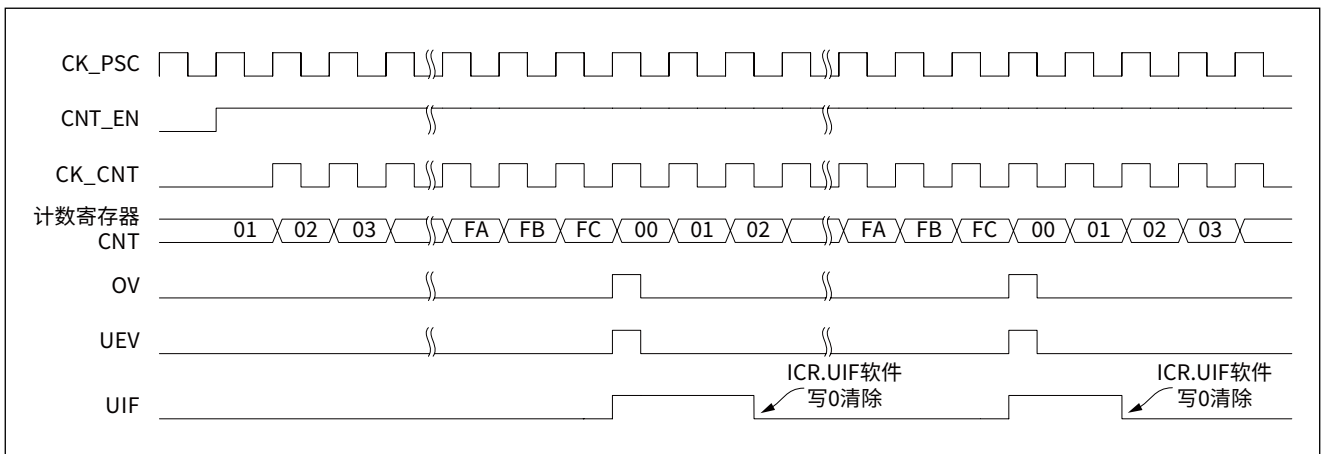 CK_PSC
CNT_EN
CK_CNT
计数寄存器
CNT
01 02 03 FA FB FC 00 01 02 FA FB FC 00 01 02 03
OV
UEV
ICR.UIF软件
写0清除
ICR.UIF软件
写0清除
UIF